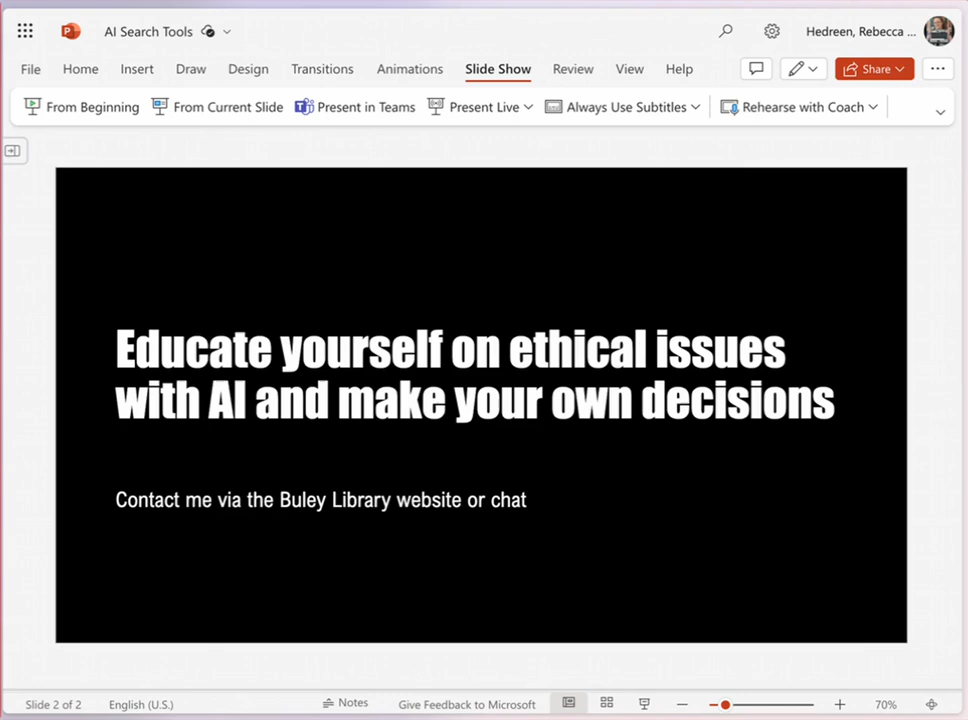 AI Search Tools
Hedreen, Rebecca ...
File Home Insert Draw Design Transitions Animations Slide Show Review View Help Share
From Beginning From Current Slide Present in Teams Present Live Always Use Subtitles Rehearse with Coach
Educate yourself on ethical issues
with AI and make your own decisions
Contact me via the Buley Library website or chat
Slide 2 of 2 English (U.S.) Notes Give Feedback to Microsoft 70%